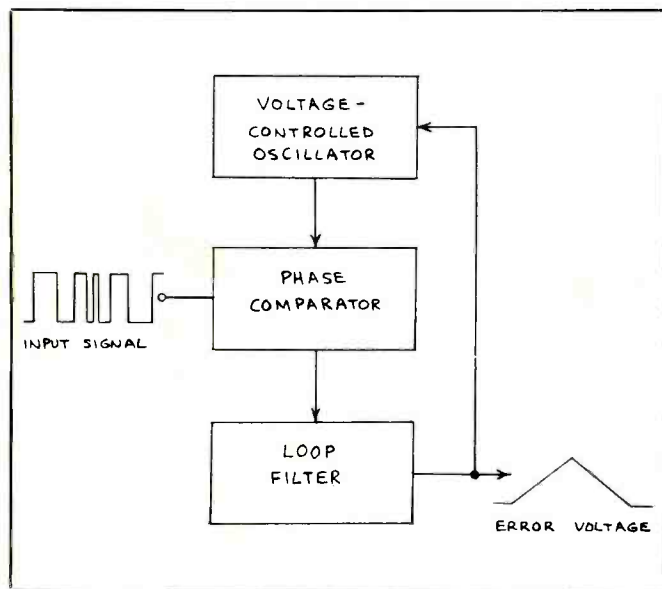 VOLTAGE-
CONTROLLED
OSCILLATOR
PHASE
COMPARATOR
INPUT SIGNAL
LOOP
FILTER
ERROR VOLTAGE